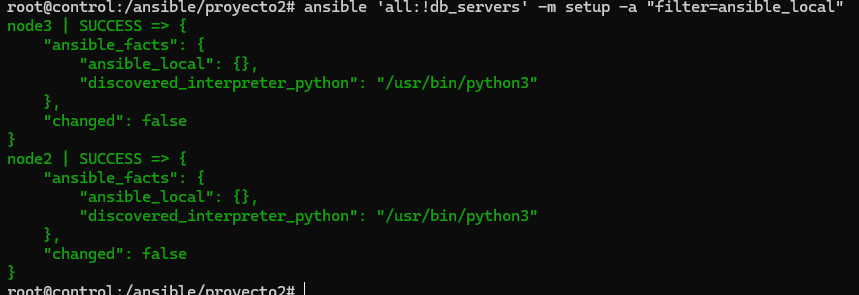 root@control:/ansible/proyecto2# ansible 'all:!db_servers' -m setup -a "filter=ansible_local"
node3 | SUCCESS => {
    "ansible_facts": {
        "ansible_local": {},
        "discovered_interpreter_python": "/usr/bin/python3"
    },
    "changed": false
}
node2 | SUCCESS => {
    "ansible_facts": {
        "ansible_local": {},
        "discovered_interpreter_python": "/usr/bin/python3"
    },
    "changed": false
}
root@control:/ansible/proyecto2#